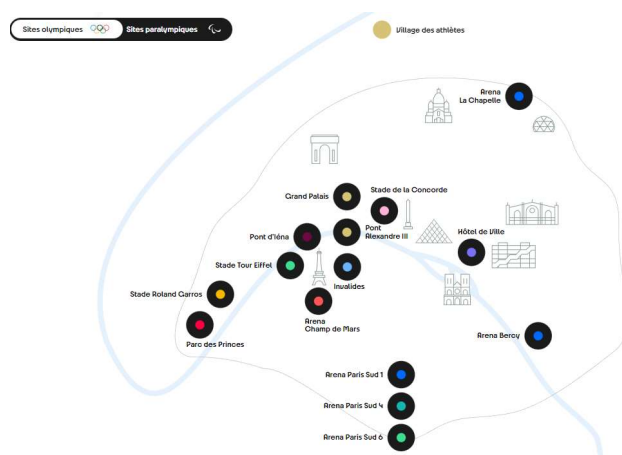 Sites olympiques
Sites paralympiques
Village des athlètes
Arena
La Chapelle
Grand Palais
Stade de la Concorde
Pont d'Iéna
Pont
Alexandre III
Hôtel de Ville
Stade Tour Eiffel
Invalides
Stade Roland Garros
Arena
Champ de Mars
Parc des Princes
Arena Bercy
Arena Paris Sud 1
Arena Paris Sud 4
Arena Paris Sud 6